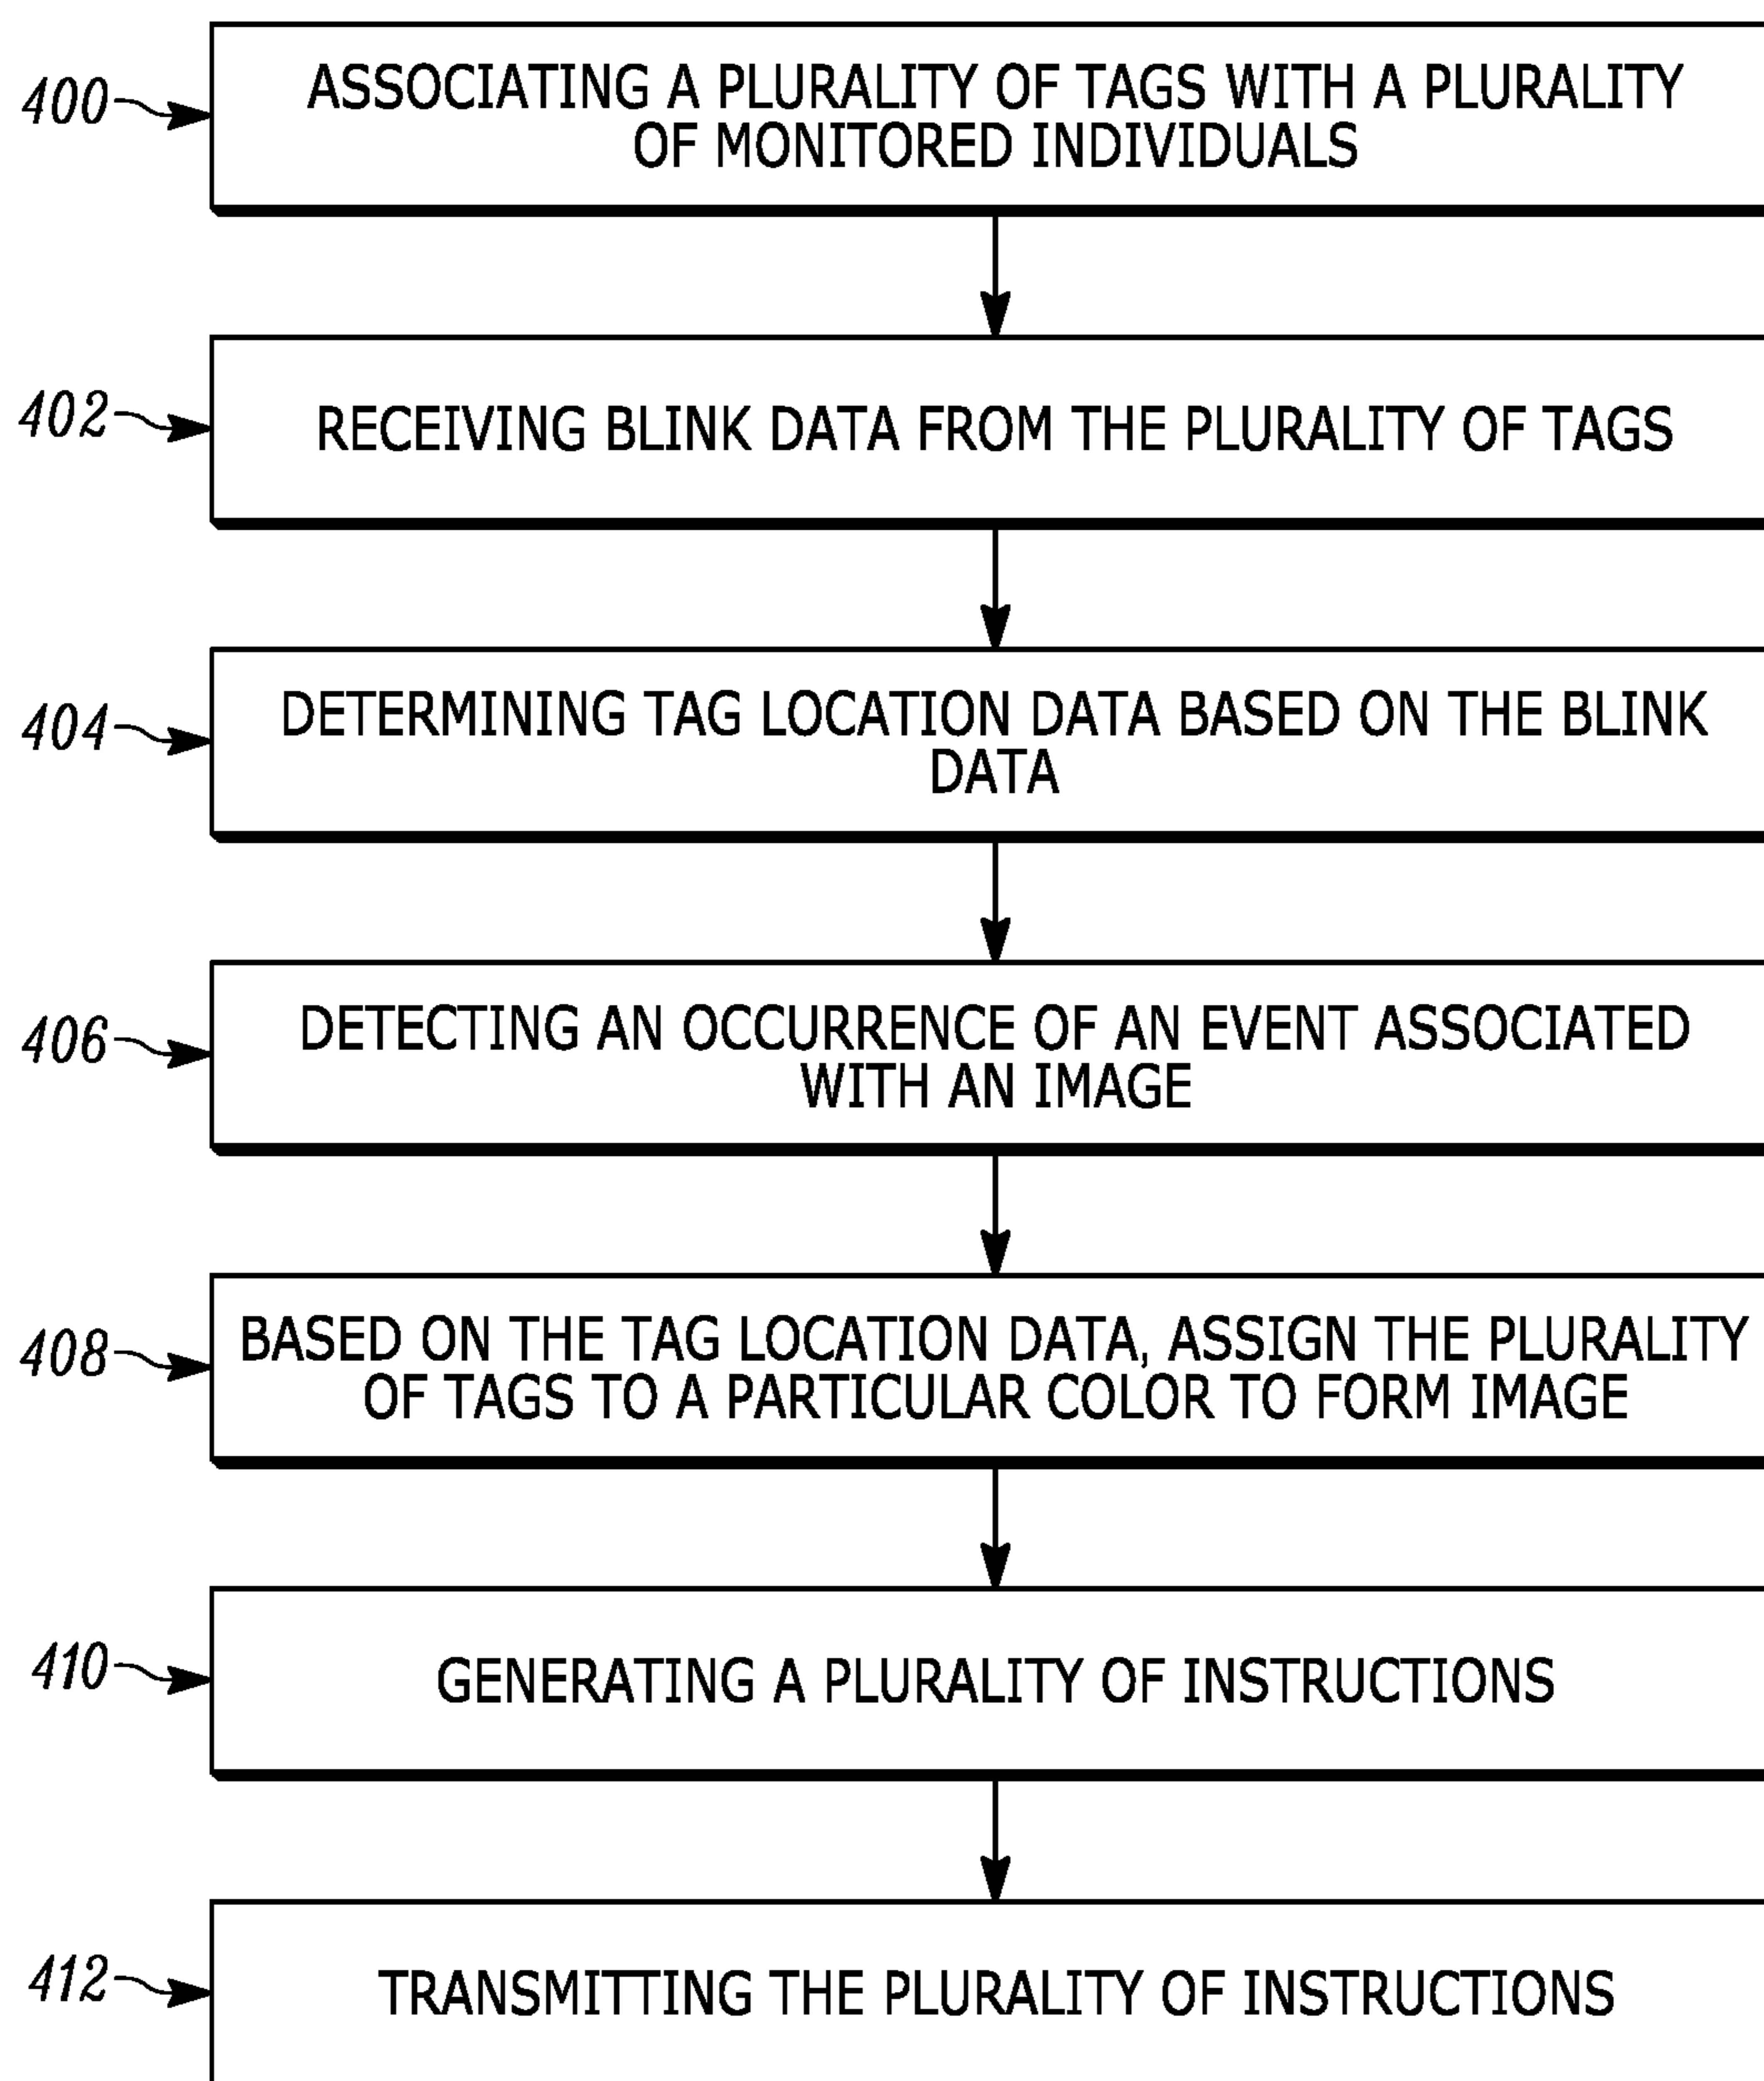 400
ASSOCIATING A PLURALITY OF TAGS WITH A PLURALITY
OF MONITORED INDIVIDUALS
402
RECEIVING BLINK DATA FROM THE PLURALITY OF TAGS
404
DETERMINING TAG LOCATION DATA BASED ON THE BLINK
DATA
406
DETECTING AN OCCURRENCE OF AN EVENT ASSOCIATED
WITH AN IMAGE
408
BASED ON THE TAG LOCATION DATA, ASSIGN THE PLURALITY
OF TAGS TO A PARTICULAR COLOR TO FORM IMAGE
410
GENERATING A PLURALITY OF INSTRUCTIONS
412
TRANSMITTING THE PLURALITY OF INSTRUCTIONS